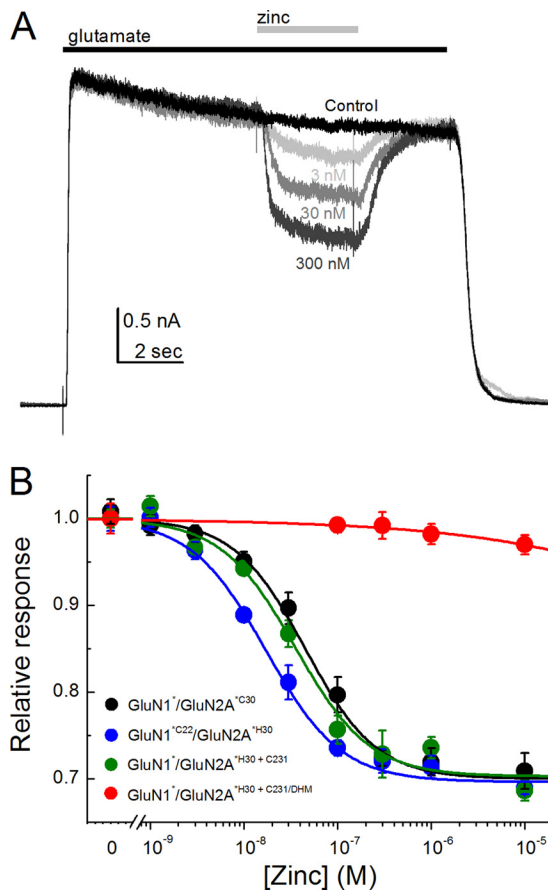 A
zinc
glutamate
Control
3 nM
30 nM
300 nM
0.5 nA
2 sec
B
1.0
0.9
0.8
0.7
Relative response
GluN1*/GluN2A*C30
GluN1*C22/GluN2A*H30
GluN1*/GluN2A*H30 + C231
GluN1*/GluN2A*H30 + C231/DHM
0 10⁻⁹ 10⁻⁸ 10⁻⁷ 10⁻⁶ 10⁻⁵
[Zinc] (M)